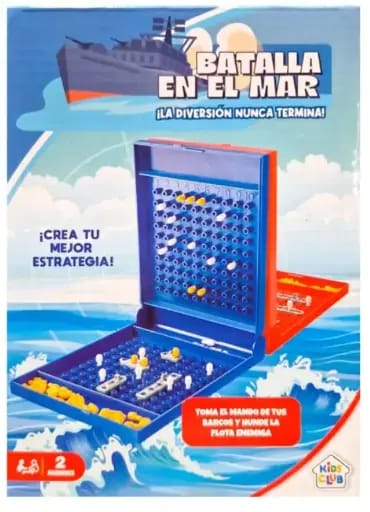 BATALLA
EN EL MAR
¡LA DIVERSIÓN NUNCA TERMINA!
¡CREA TU
MEJOR
ESTRATEGIA!
TOMA EL MANDO DE TUS
BARCOS Y HUNDE LA
FLOTA ENEMIGA
2
KIDS
CLUB